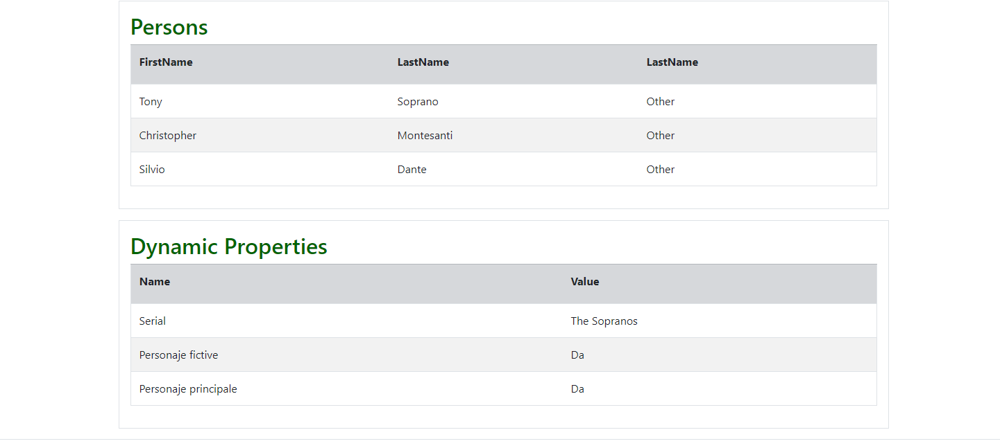 Persons
FirstName LastName LastName
Tony Soprano Other
Christopher Montesanti Other
Silvio Dante Other
Dynamic Properties
Name Value
Serial The Sopranos
Personaje fictive Da
Personaje principale Da